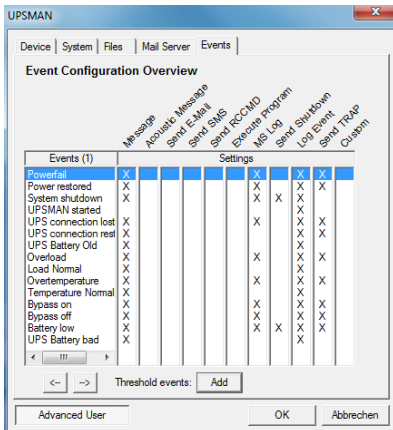 UPSMAN
Device System Files Mail Server Events
Event Configuration Overview
Message Acoustic Message Send E-Mail Send SMS Send RCCMD Execute Program MS Log Send Shutdown Log Event Send TRAP Custom
Events (1) Settings
Powerfail X X X X
Power restored X X X X
System shutdown X X X X
UPSMAN started X
UPS connection lost X X X X
UPS connection rest X X X
UPS Battery Old X X
Overload X X X X
Load Normal X X
Overtemperature X X X X
Temperature Normal X X
Bypass on X X X X
Bypass off X X X X
Battery low X X X X X
UPS Battery bad X X
<-- --> Threshold events: Add
Advanced User OK Abbrechen